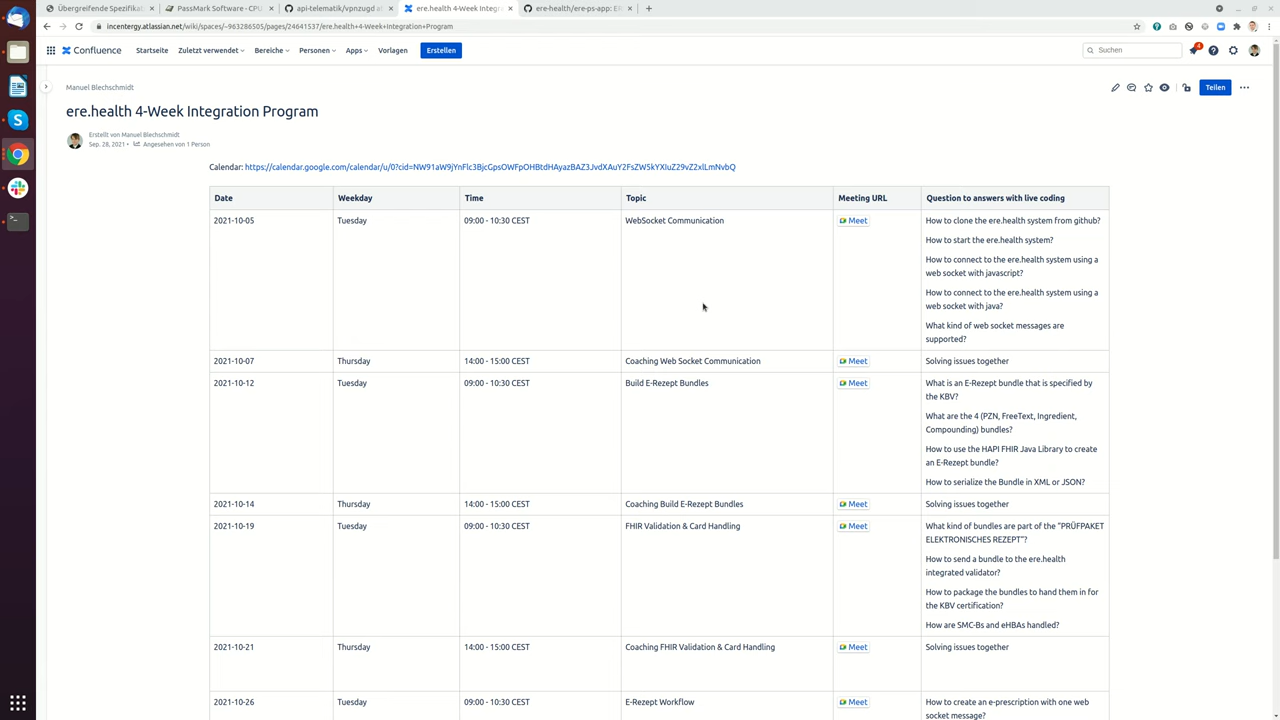 Übergreifende Spezifikat
PassMark Software - CPU
api-telematik/vpnzugd at
ere.health 4-Week Integra
ere-health/ere-ps-app: ER
incentergy.atlassian.net/wiki/spaces/~963286505/pages/24641537/ere.health+4-Week+Integration+Program
Confluence
Startseite
Zuletzt verwendet
Bereiche
Personen
Apps
Vorlagen
Erstellen
Suchen
4
Manuel Blechschmidt
Teilen
ere.health 4-Week Integration Program
Erstellt von Manuel Blechschmidt
Sep. 28, 2021 • Angesehen von 1 Person
Calendar: https://calendar.google.com/calendar/u/0?cid=NW91aW9jYnFlc3BjcGpsOWFpOHBtdHAyazBAZ3JvdXAuY2FsZW5kYXIuZ29vZ2xlLmNvbQ
Date Weekday Time Topic Meeting URL Question to answers with live coding
2021-10-05 Tuesday 09:00 - 10:30 CEST WebSocket Communication Meet How to clone the ere.health system from github?
How to start the ere.health system?
How to connect to the ere.health system using a
web socket with javascript?
How to connect to the ere.health system using a
web socket with java?
What kind of web socket messages are
supported?
2021-10-07 Thursday 14:00 - 15:00 CEST Coaching Web Socket Communication Meet Solving issues together
2021-10-12 Tuesday 09:00 - 10:30 CEST Build E-Rezept Bundles Meet What is an E-Rezept bundle that is specified by
the KBV?
What are the 4 (PZN, FreeText, Ingredient,
Compounding) bundles?
How to use the HAPI FHIR Java Library to create
an E-Rezept bundle?
How to serialize the Bundle in XML or JSON?
2021-10-14 Thursday 14:00 - 15:00 CEST Coaching Build E-Rezept Bundles Meet Solving issues together
2021-10-19 Tuesday 09:00 - 10:30 CEST FHIR Validation & Card Handling Meet What kind of bundles are part of the "PRÜFPAKET
ELEKTRONISCHES REZEPT"?
How to send a bundle to the ere.health
integrated validator?
How to package the bundles to hand them in for
the KBV certification?
How are SMC-Bs and eHBAs handled?
2021-10-21 Thursday 14:00 - 15:00 CEST Coaching FHIR Validation & Card Handling Meet Solving issues together
2021-10-26 Tuesday 09:00 - 10:30 CEST E-Rezept Workflow Meet How to create an e-prescription with one web
socket message?